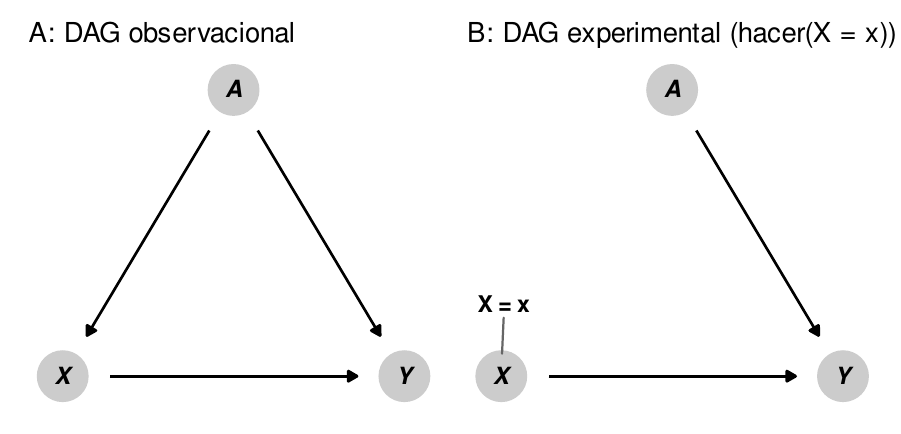 A: DAG observacional
A
X
Y
B: DAG experimental (hacer(X = x))
A
X = x
X
Y